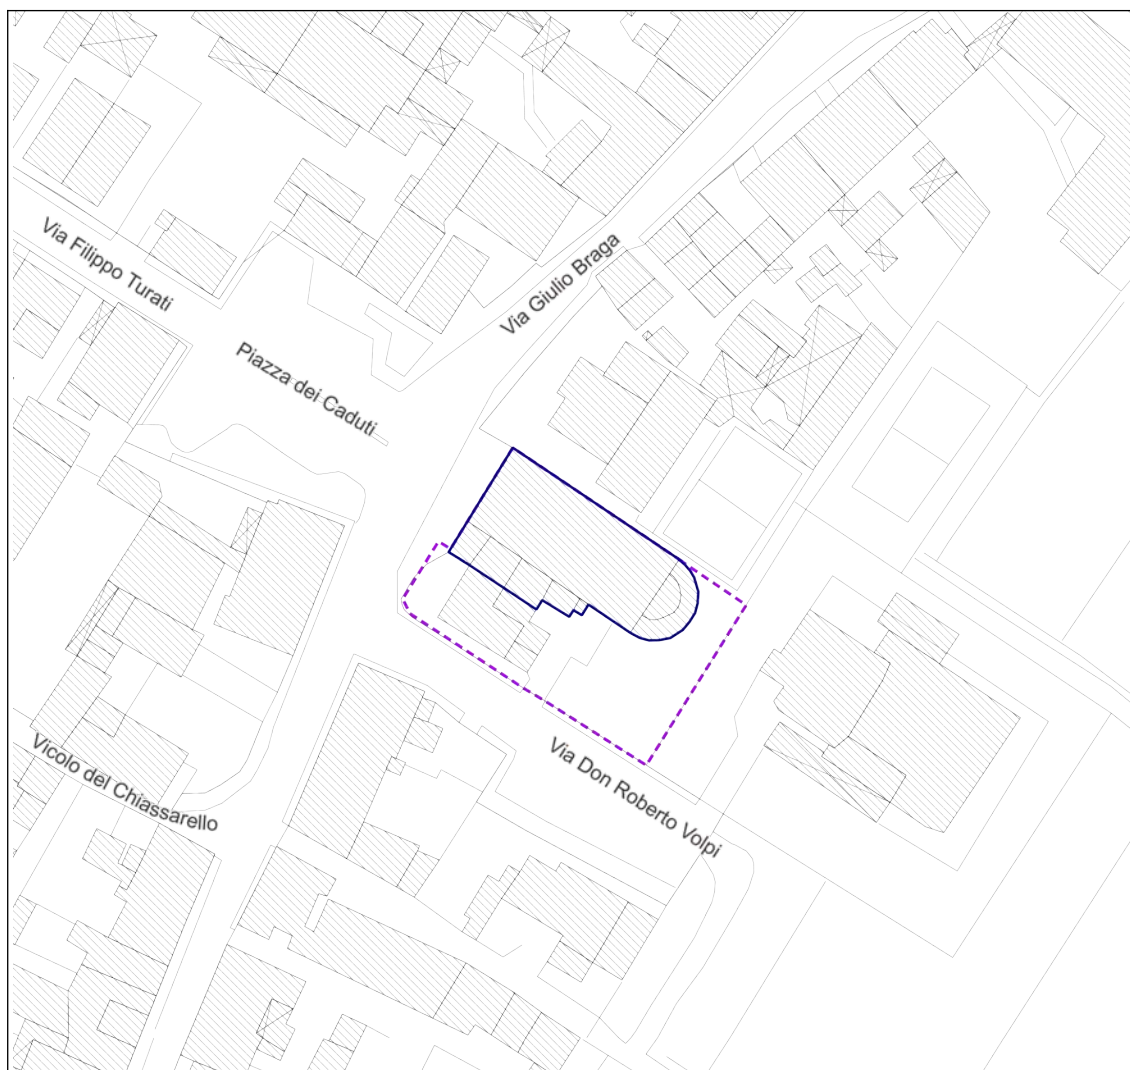 Via Filippo Turati
Via Giulio Braga
Piazza dei Caduti
Vicolo del Chiassarello
Via Don Roberto Volpi